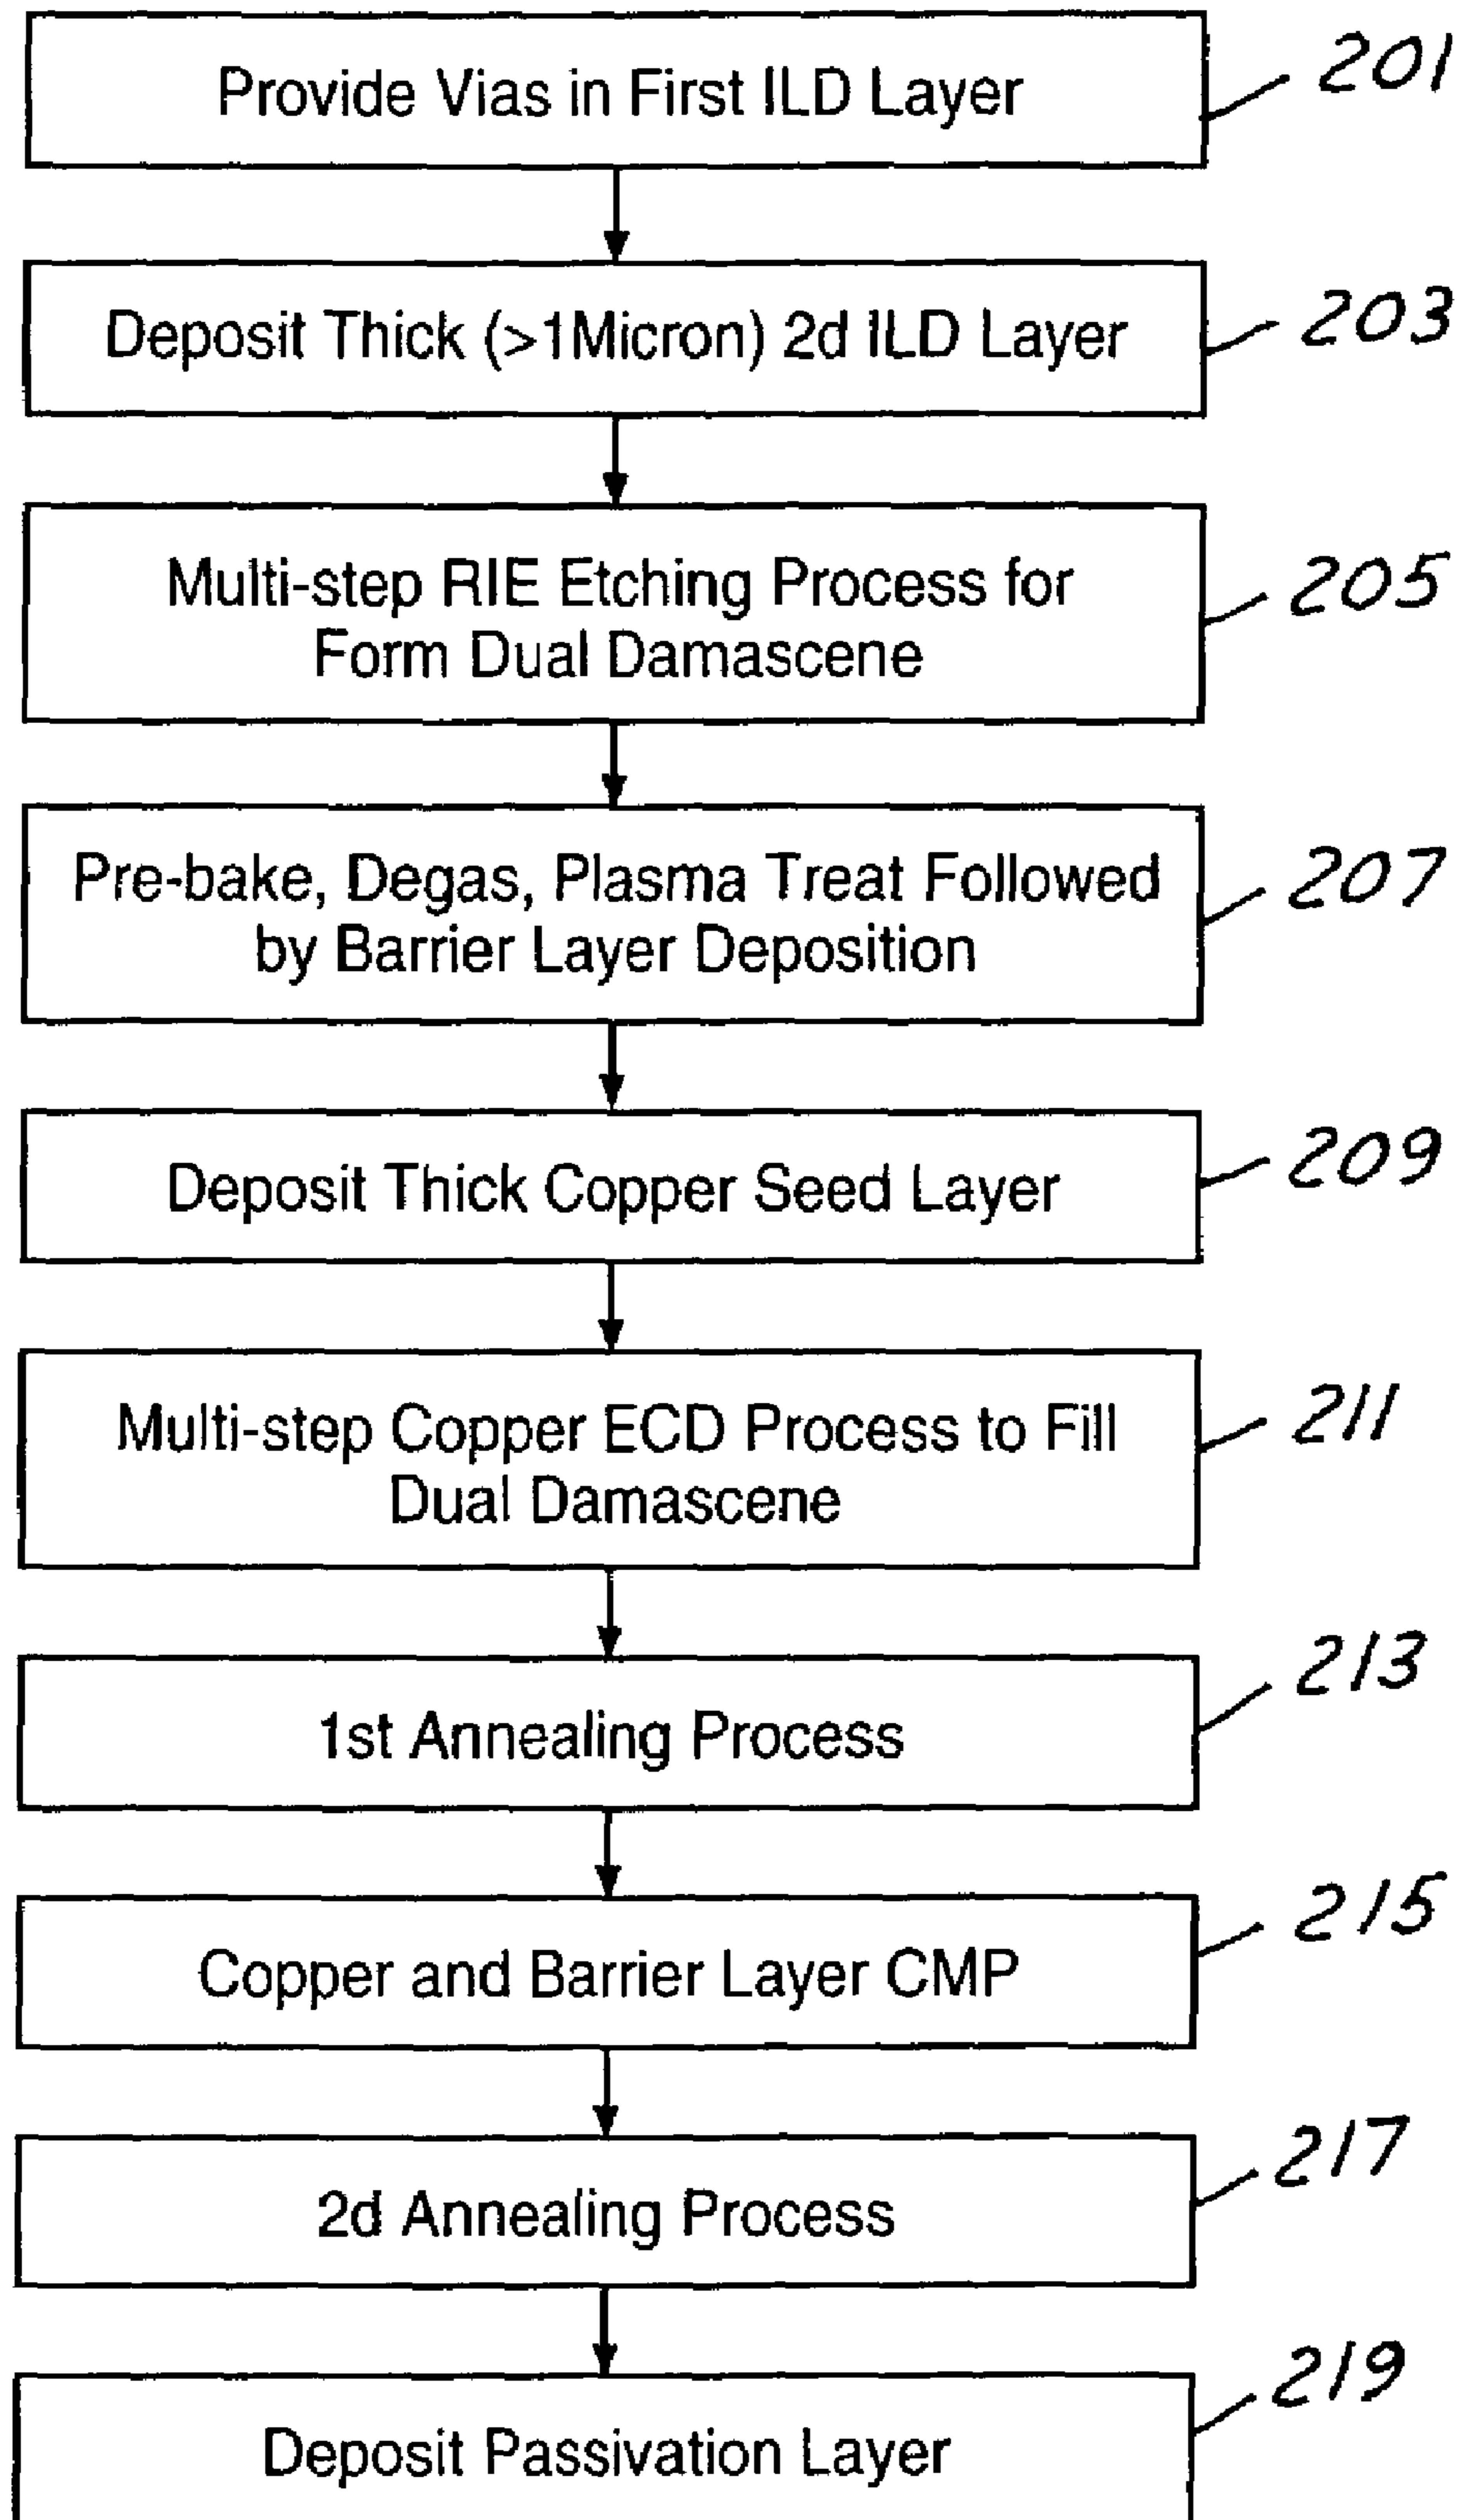 Provide Vias in First ILD Layer 201
Deposit Thick (>1Micron) 2d ILD Layer 203
Multi-step RIE Etching Process for
Form Dual Damascene 205
Pre-bake, Degas, Plasma Treat Followed
by Barrier Layer Deposition 207
Deposit Thick Copper Seed Layer 209
Multi-step Copper ECD Process to Fill
Dual Damascene 211
1st Annealing Process 213
Copper and Barrier Layer CMP 215
2d Annealing Process 217
Deposit Passivation Layer 219